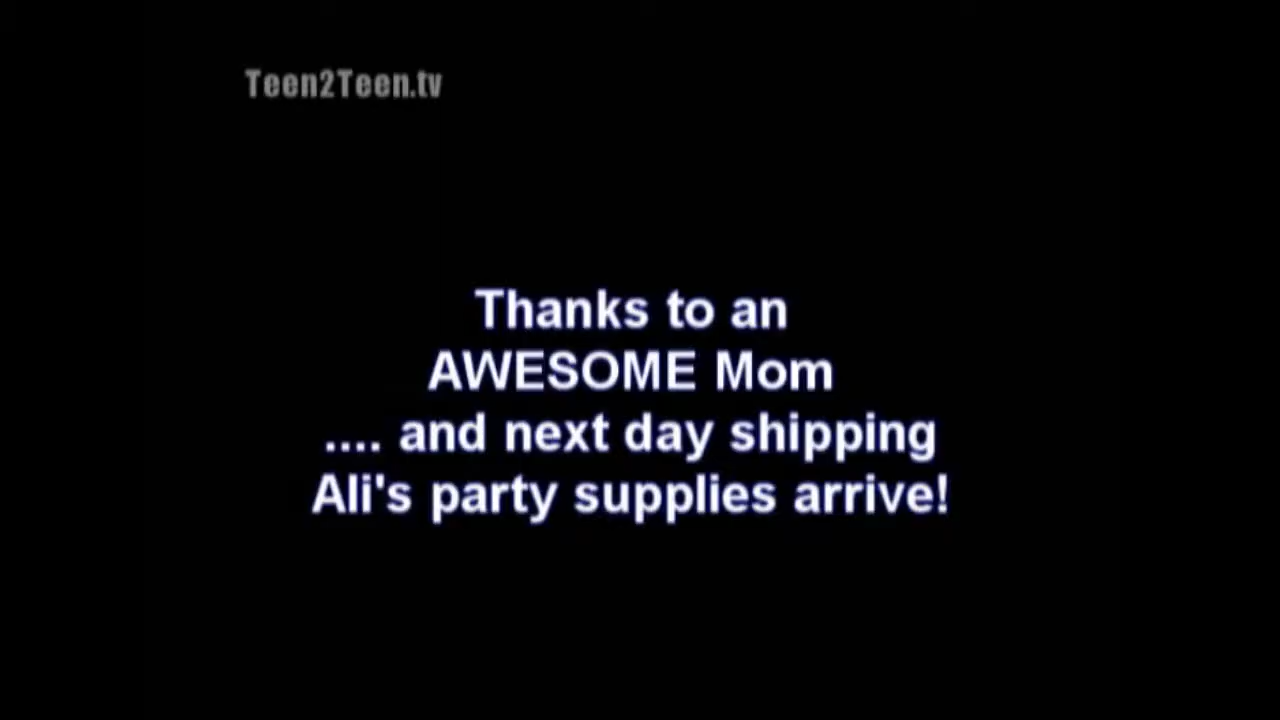 Teen2Teen.tv
Thanks to an
AWESOME Mom
.... and next day shipping
Ali's party supplies arrive!